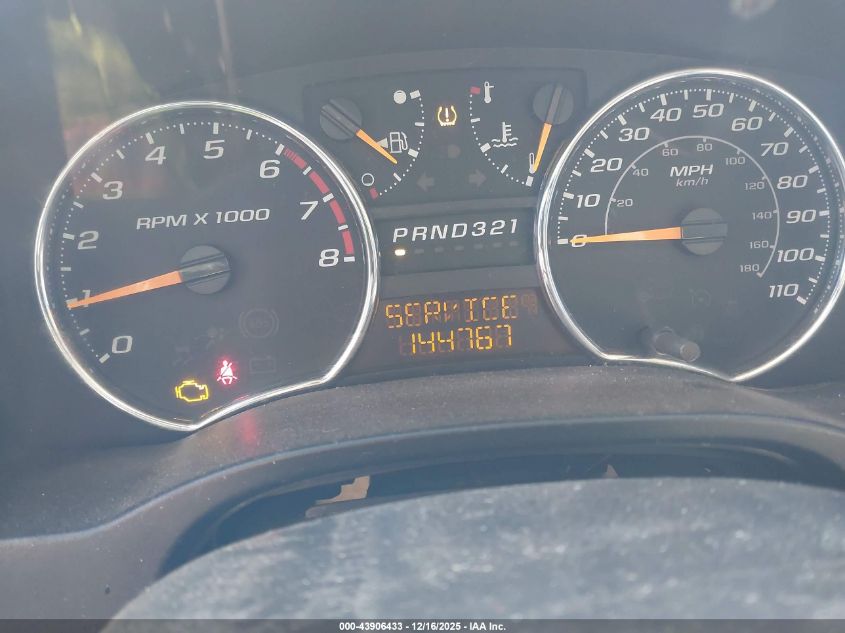 0 1 2 3 4 5 6 7 8
RPM X 1000
PRND321
SERVICE
144767
0 10 20 30 40 50 60 70 80 90 100 110
20 40 60 80 100 120 140 160 180
MPH
km/h
000-43906433 - 12/16/2025 - IAA Inc.